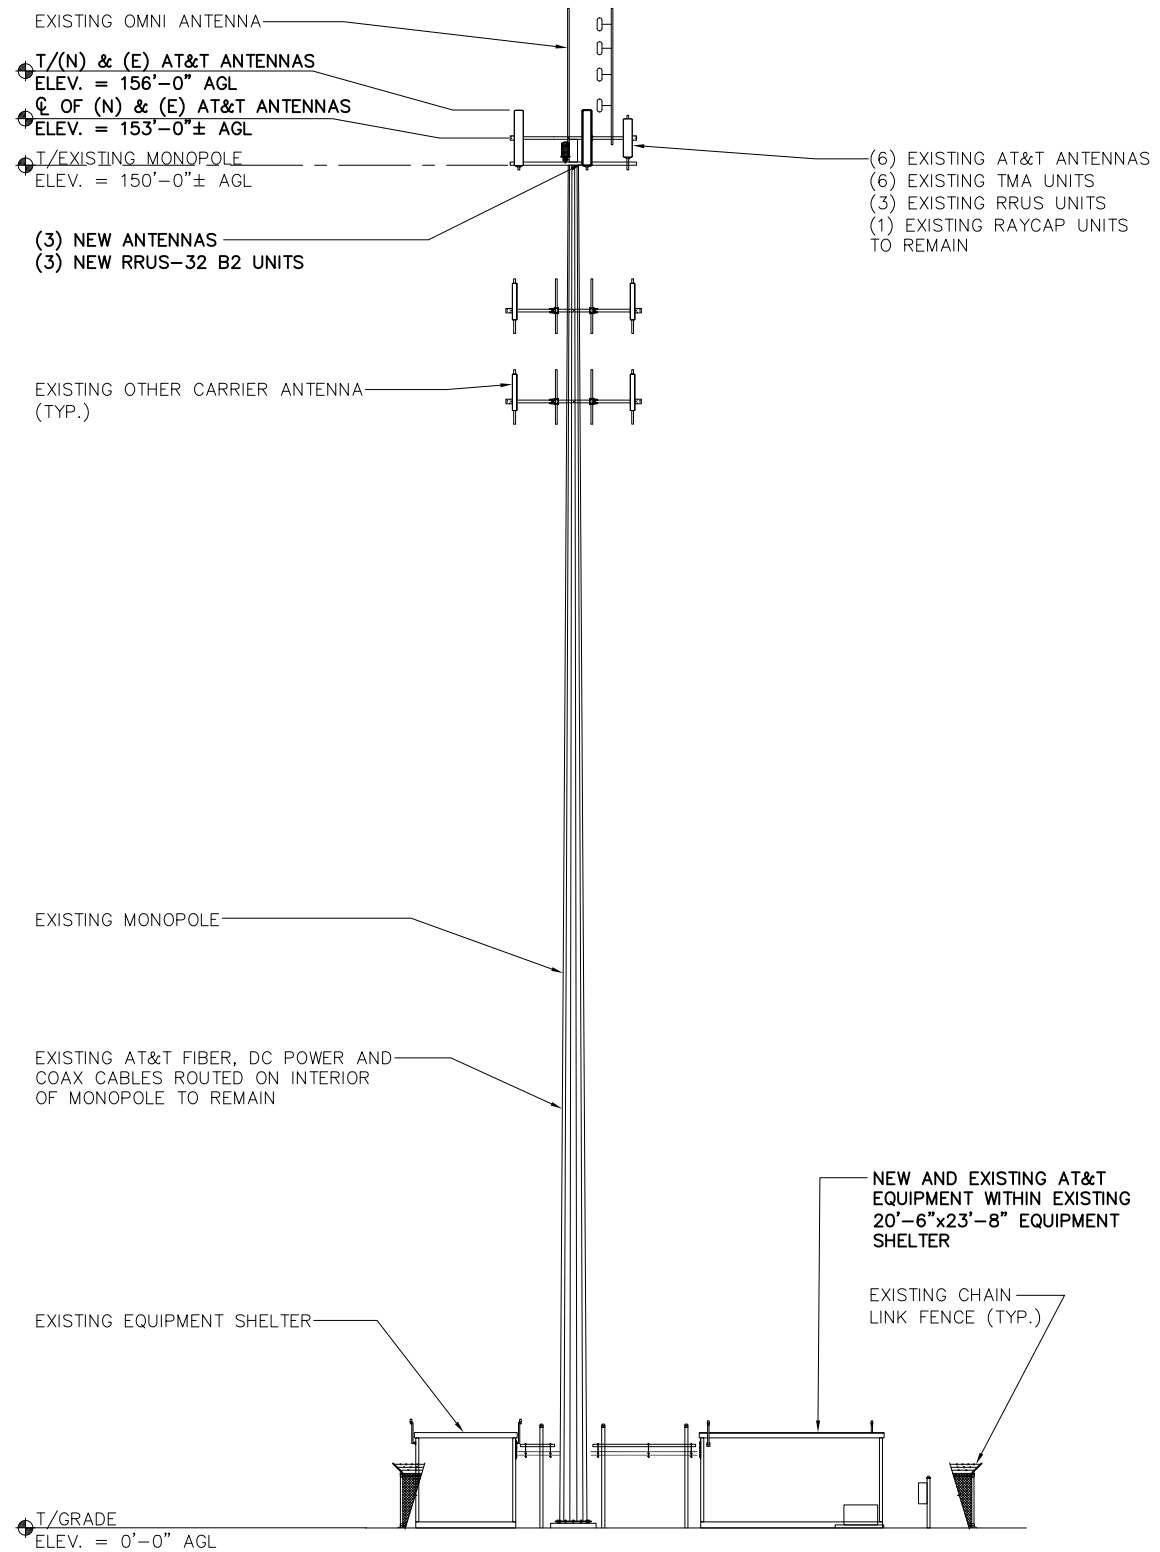 EXISTING OMNI ANTENNA
T/(N) & (E) AT&T ANTENNAS
ELEV. = 156'-0" AGL
℄ OF (N) & (E) AT&T ANTENNAS
ELEV. = 153'-0"± AGL
T/EXISTING MONOPOLE
ELEV. = 150'-0"± AGL
(6) EXISTING AT&T ANTENNAS
(6) EXISTING TMA UNITS
(3) EXISTING RRUS UNITS
(1) EXISTING RAYCAP UNITS
TO REMAIN
(3) NEW ANTENNAS
(3) NEW RRUS-32 B2 UNITS
EXISTING OTHER CARRIER ANTENNA
(TYP.)
EXISTING MONOPOLE
EXISTING AT&T FIBER, DC POWER AND
COAX CABLES ROUTED ON INTERIOR
OF MONOPOLE TO REMAIN
NEW AND EXISTING AT&T
EQUIPMENT WITHIN EXISTING
20'-6"x23'-8" EQUIPMENT
SHELTER
EXISTING CHAIN
LINK FENCE (TYP.)
EXISTING EQUIPMENT SHELTER
T/GRADE
ELEV. = 0'-0" AGL